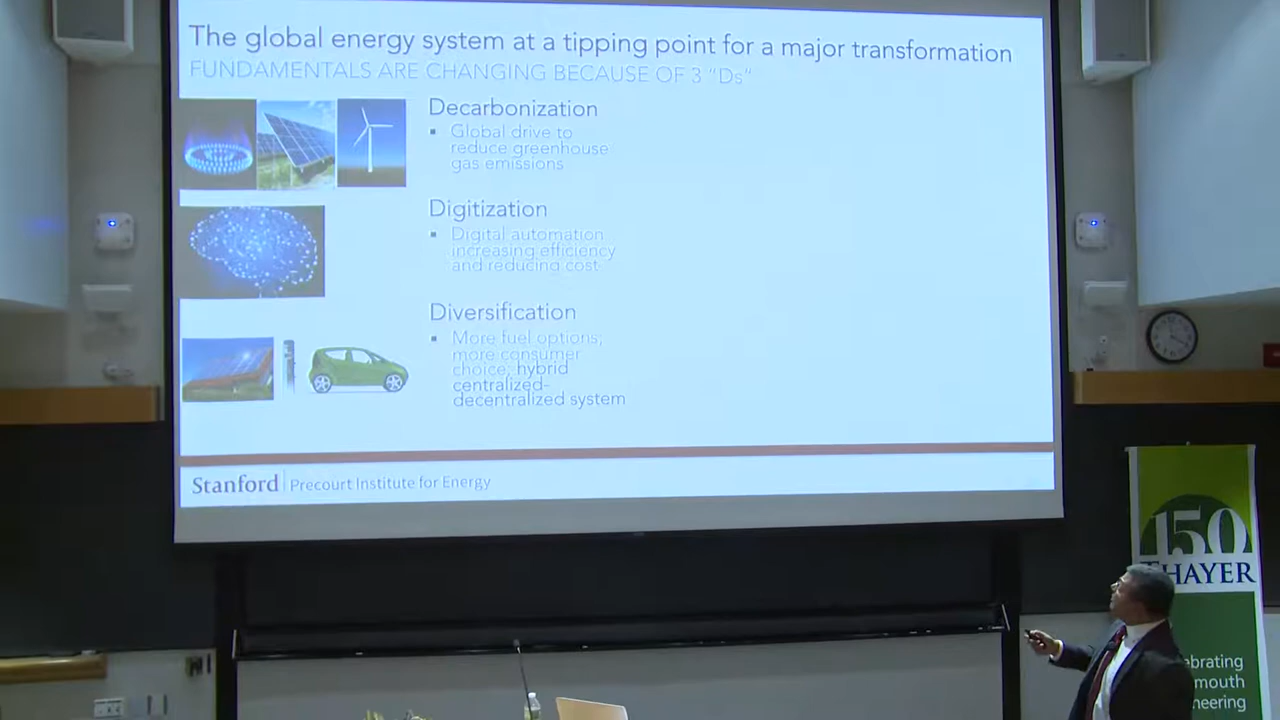 The global energy system at a tipping point for a major transformation
FUNDAMENTALS ARE CHANGING BECAUSE OF 3 "Ds"
Decarbonization
▪ Global drive to
reduce greenhouse
gas emissions
Digitization
▪ Digital automation
increasing efficiency
and reducing cost
Diversification
▪ More fuel options;
more consumer
choice; hybrid
centralized-
decentralized system
Stanford Precourt Institute for Energy
150
THAYER
ebrating
mouth
neering